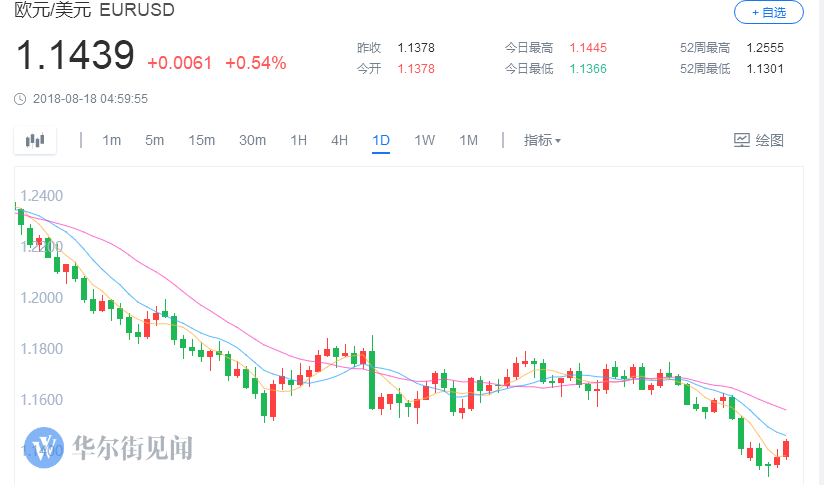 欧元/美元 EURUSD
+ 自选
1.1439 +0.0061 +0.54%
昨收 1.1378 今日最高 1.1445 52周最高 1.2555
今开 1.1378 今日最低 1.1366 52周最低 1.1301
2018-08-18 04:59:55
1m 5m 15m 30m 1H 4H 1D 1W 1M 指标 绘图
1.2400
1.2200
1.2000
1.1800
1.1600
1.1400
华尔街见闻